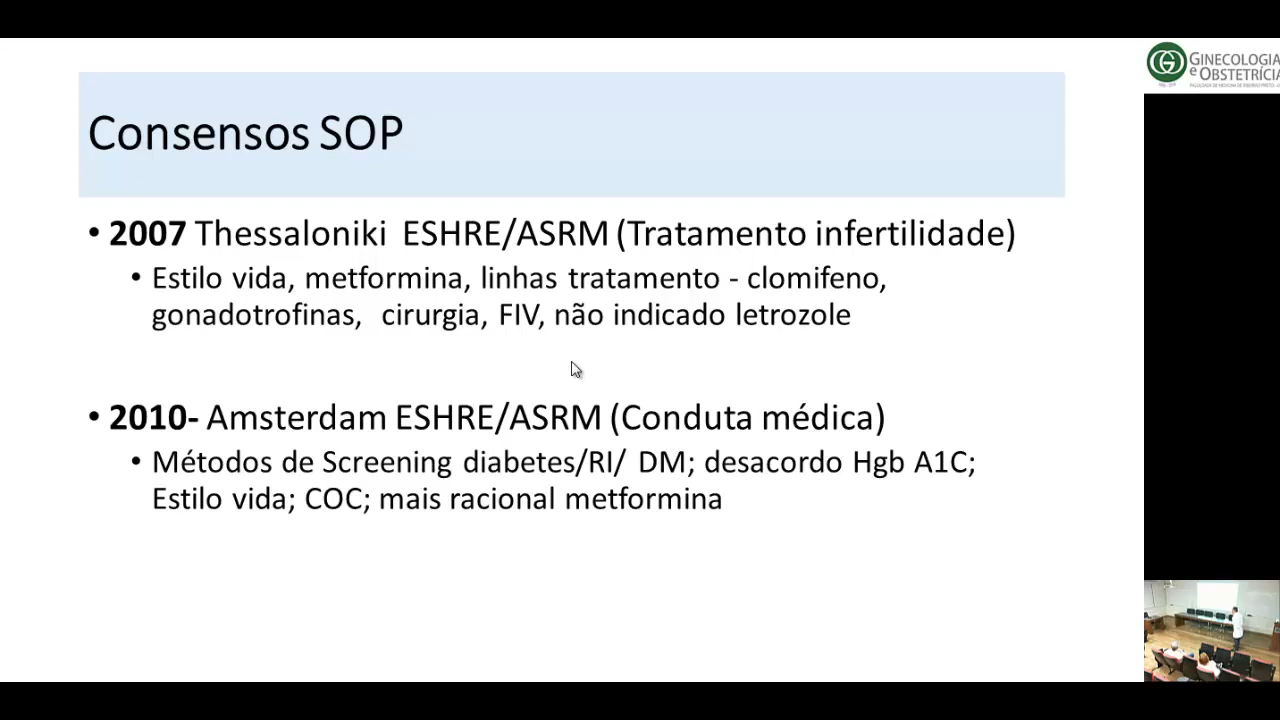 GINECOLOGIA
e OBSTETRÍCIA
Consensos SOP
• 2007 Thessaloniki ESHRE/ASRM (Tratamento infertilidade)
• Estilo vida, metformina, linhas tratamento - clomifeno,
gonadotrofinas, cirurgia, FIV, não indicado letrozole
• 2010- Amsterdam ESHRE/ASRM (Conduta médica)
• Métodos de Screening diabetes/RI/ DM; desacordo Hgb A1C;
Estilo vida; COC; mais racional metformina